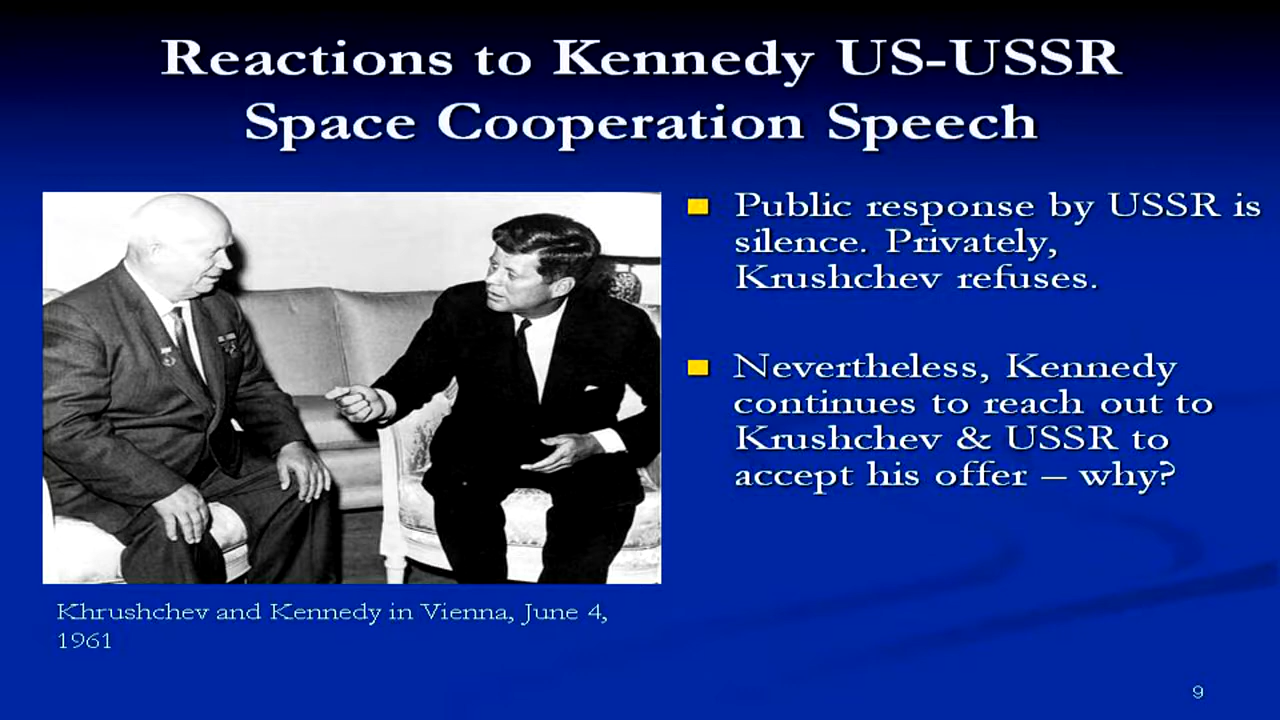 Reactions to Kennedy US-USSR
Space Cooperation Speech
Public response by USSR is
silence. Privately,
Krushchev refuses.
Nevertheless, Kennedy
continues to reach out to
Krushchev & USSR to
accept his offer – why?
Khrushchev and Kennedy in Vienna, June 4,
1961
9